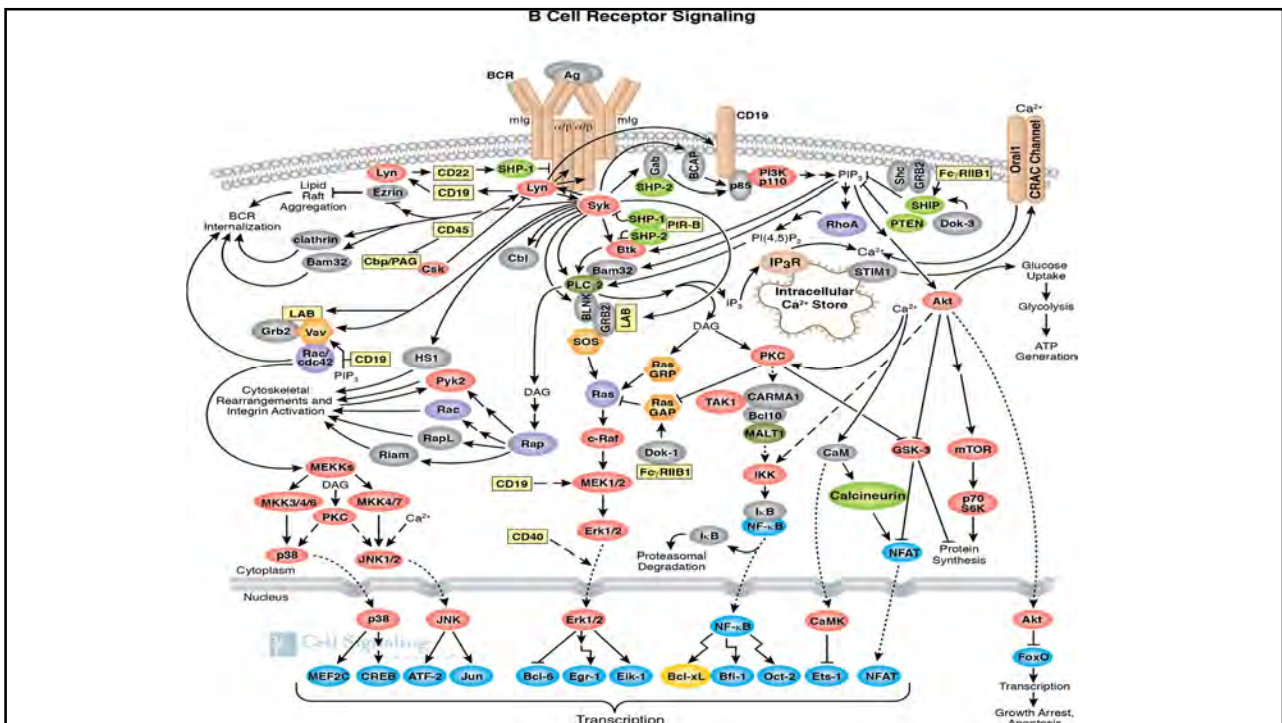 B Cell Receptor Signaling
BCR
Ag
mIg
α/β
α/β
mIg
CD19
Ca²⁺
Orai1
CRAC Channel
Lyn
CD22
SHP-1
Lyn
Gab
SHP-2
BCAP
p85
PI3K
p110
PIP₃
Shc
GRB2
FcγRIIB1
SHIP
PTEN
Dok-3
Lipid
Raft
Aggregation
Ezrin
CD19
Syk
BCR
Internalization
CD45
SHP-1
SHP-2
PIR-B
RhoA
PI(4,5)P₂
clathrin
Bam32
Cbp/PAG
Csk
Cbl
Btk
Bam32
PLC-2
BLNK
GRB2
LAB
SOS
IP₃
IP₃R
Ca²⁺
STIM1
Intracellular
Ca²⁺ Store
Akt
Glucose
Uptake
Glycolysis
ATP
Generation
LAB
Grb2
Vav
Rac/
cdc42
CD19
PIP₃
HS1
DAG
PKC
Ca²⁺
Cytoskeletal
Rearrangements and
Integrin Activation
Pyk2
Rac
RapL
Riam
DAG
Rap
Ras
Ras
GRP
Ras
GAP
Dok-1
FcγRIIB1
TAK1
CARMA1
Bcl10
MALT1
c-Raf
IKK
CaM
GSK-3
mTOR
MEKKs
DAG
MKK3/4/6
MKK4/7
PKC
Ca²⁺
p38
JNK1/2
CD19
MEK1/2
Erk1/2
CD40
IκB
NF-κB
IκB
Proteasomal
Degradation
Calcineurin
NFAT
p70
S6K
Protein
Synthesis
Cytoplasm
Nucleus
p38
JNK
Erk1/2
NF-κB
CaMK
Akt
Cell Signaling
FoxO
MEF2C
CREB
ATF-2
Jun
Bcl-6
Egr-1
Elk-1
Bcl-xL
Bfl-1
Oct-2
Ets-1
NFAT
Transcription
Transcription
Growth Arrest,
Apoptosis